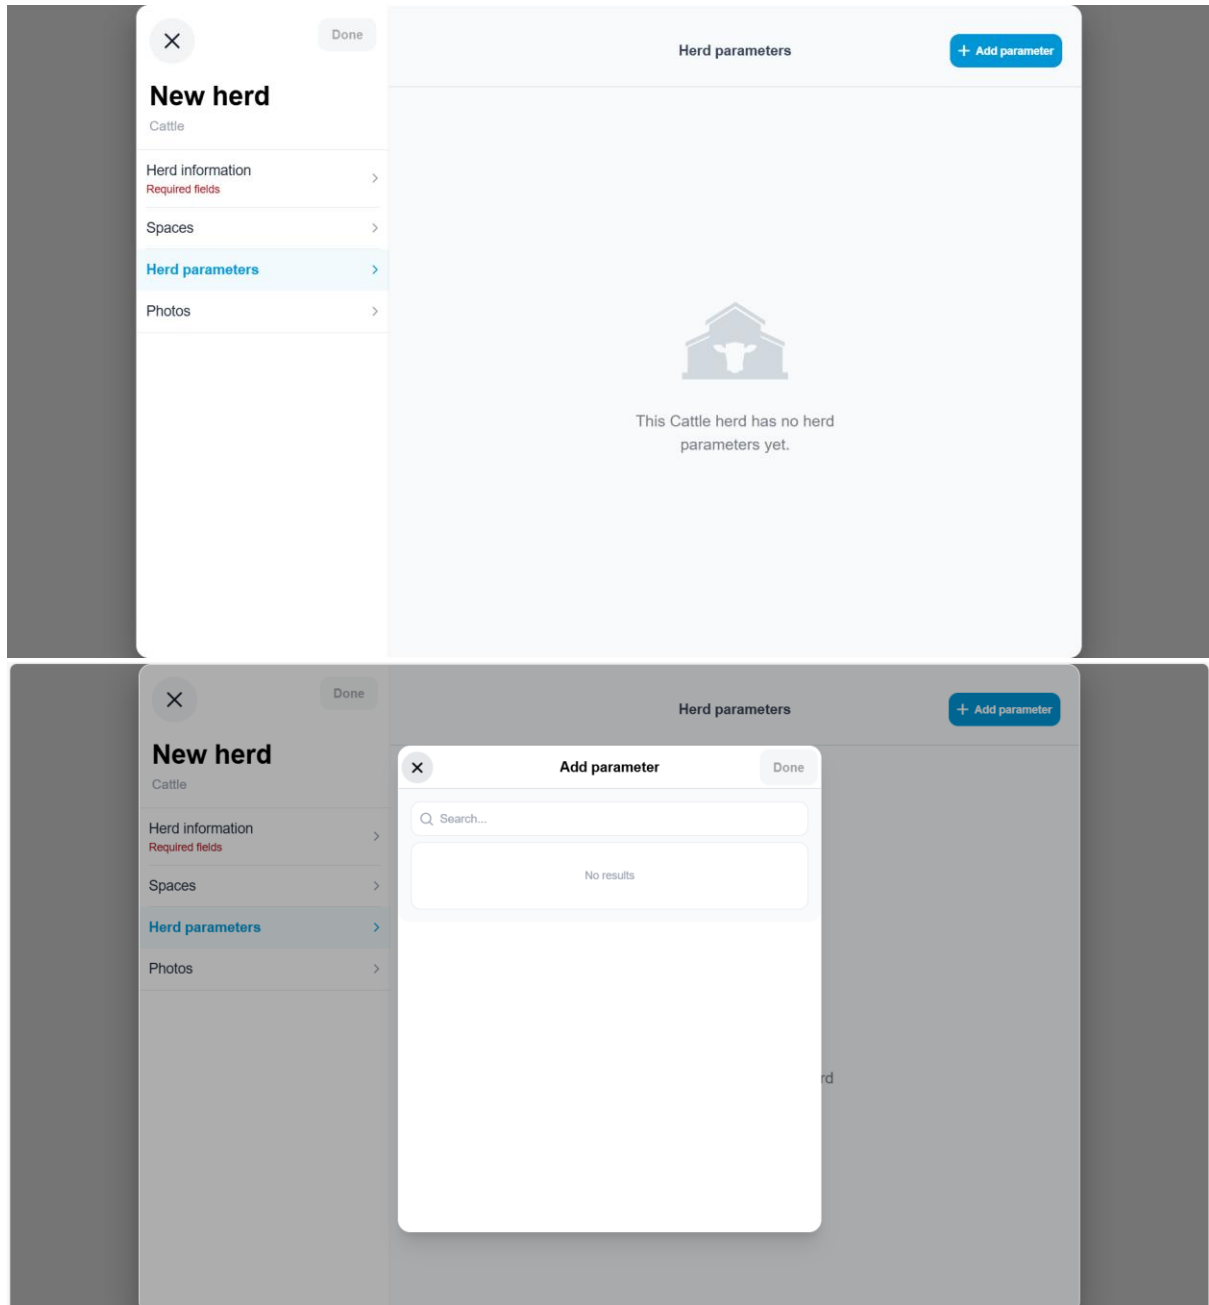 Done
New herd
Cattle
Herd information
Required fields
Spaces
Herd parameters
Photos
Herd parameters
+ Add parameter
This Cattle herd has no herd
parameters yet.
Done
New herd
Cattle
Herd information
Required fields
Spaces
Herd parameters
Photos
Herd parameters
+ Add parameter
Add parameter
Done
Search...
No results
rd